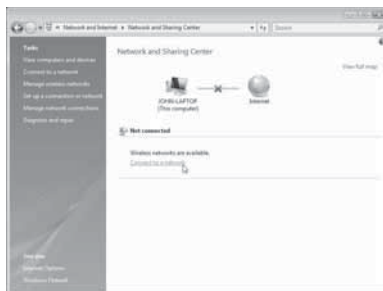 Network and Internet ▸ Network and Sharing Center
Search
Tasks
View computers and devices
Connect to a network
Manage wireless networks
Set up a connection or network
Manage network connections
Diagnose and repair
Network and Sharing Center
View full map
JOHN-LAPTOP
(This computer)
Internet
Not connected
Wireless networks are available.
Connect to a network
See also
Internet Options
Windows Firewall